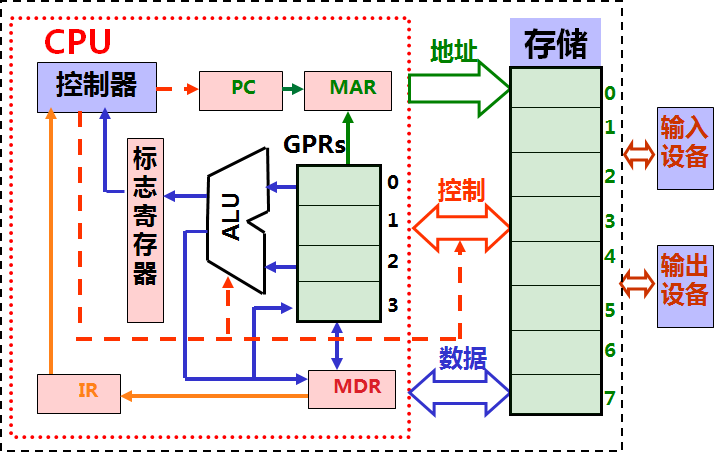 CPU
存储
地址
控制器
PC
MAR
GPRs
标志寄存器
ALU
0
1
2
3
控制
数据
IR
MDR
0
1
2
3
4
5
6
7
输入
设备
输出
设备